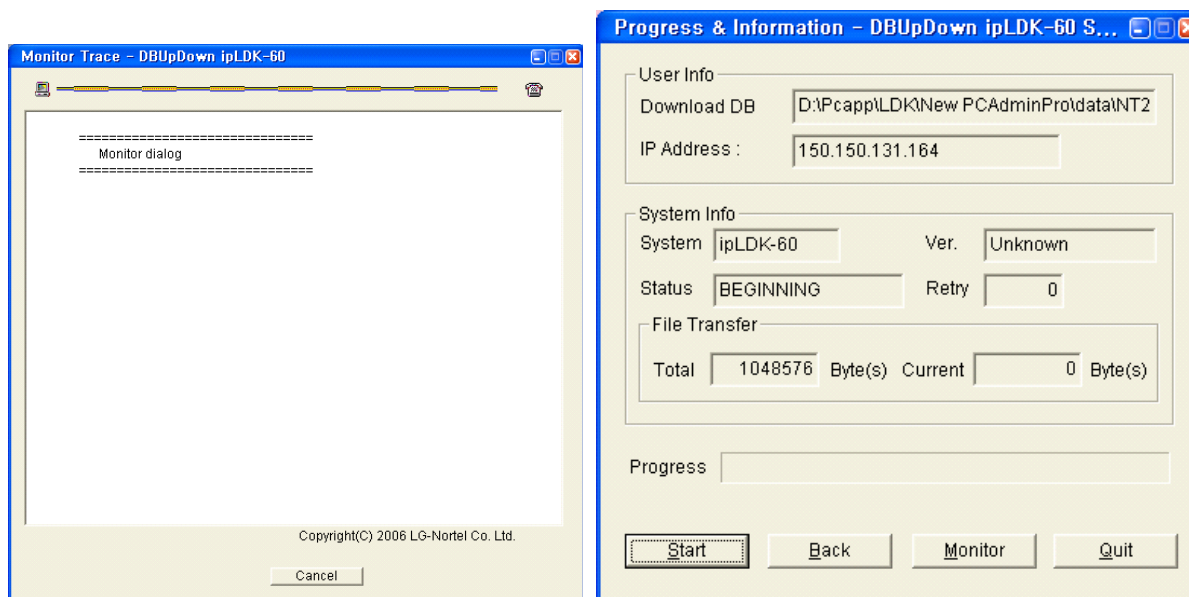 Monitor Trace - DBUpDown ipLDK-60
===============================
Monitor dialog
===============================
Copyright(C) 2006 LG-Nortel Co. Ltd.
Cancel
Progress & Information - DBUpDown ipLDK-60 S...
User Info
Download DB D:\Pcapp\LDK\New PCAdminPro\data\NT2
IP Address : 150.150.131.164
System Info
System ipLDK-60 Ver. Unknown
Status BEGINNING Retry 0
File Transfer
Total 1048576 Byte(s) Current 0 Byte(s)
Progress
Start Back Monitor Quit